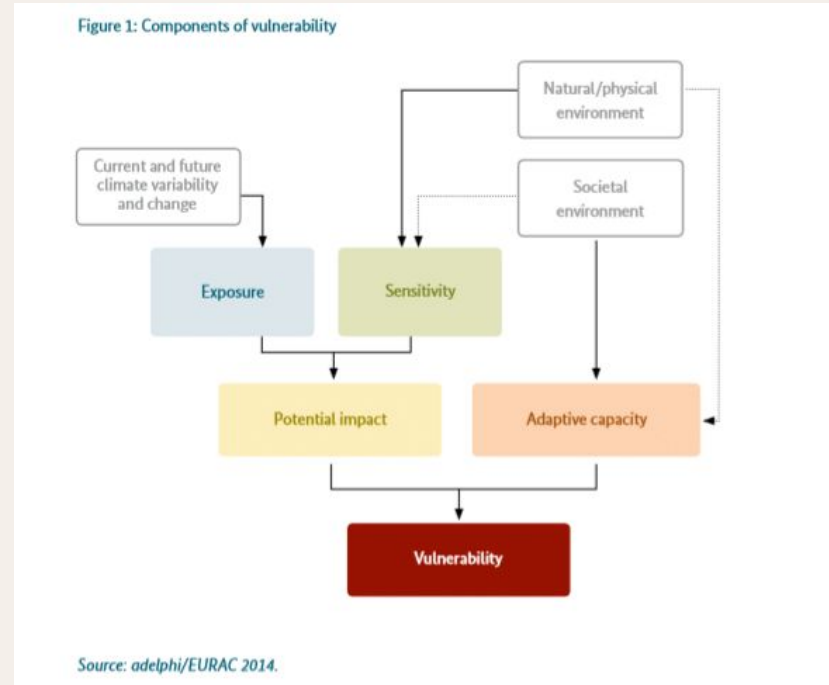 Figure 1: Components of vulnerability
Natural/physical
environment
Current and future
climate variability
and change
Societal
environment
Exposure
Sensitivity
Potential impact
Adaptive capacity
Vulnerability
Source: adelphi/EURAC 2014.